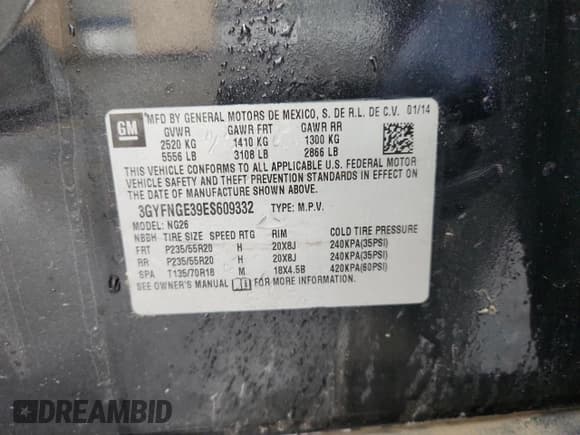 GM
MFD BY GENERAL MOTORS DE MEXICO, S. DE R.L. DE C.V. 01/14
GVWR GAWR FRT GAWR RR
2520 KG 1410 KG 1300 KG
5556 LB 3108 LB 2866 LB
THIS VEHICLE CONFORMS TO ALL APPLICABLE U.S. FEDERAL MOTOR
VEHICLE SAFETY AND THEFT PREVENTION STANDARDS IN EFFECT ON
THE DATE OF MANUFACTURE SHOWN ABOVE.
3GYFNGE39ES609332 TYPE: M.P.V.
MODEL: NG26
NBBH TIRE SIZE SPEED RTG RIM COLD TIRE PRESSURE
FRT P235/55R20 H 20X8J 240KPA(35PSI)
RR P235/55R20 H 20X8J 240KPA(35PSI)
SPA T135/70R18 M 18X4.5B 420KPA(60PSI)
SEE OWNER'S MANUAL FOR MORE INFORMATION
DREAMBID